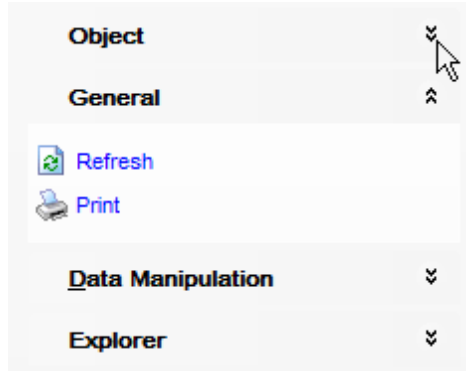 Object
General
Refresh
Print
Data Manipulation
Explorer